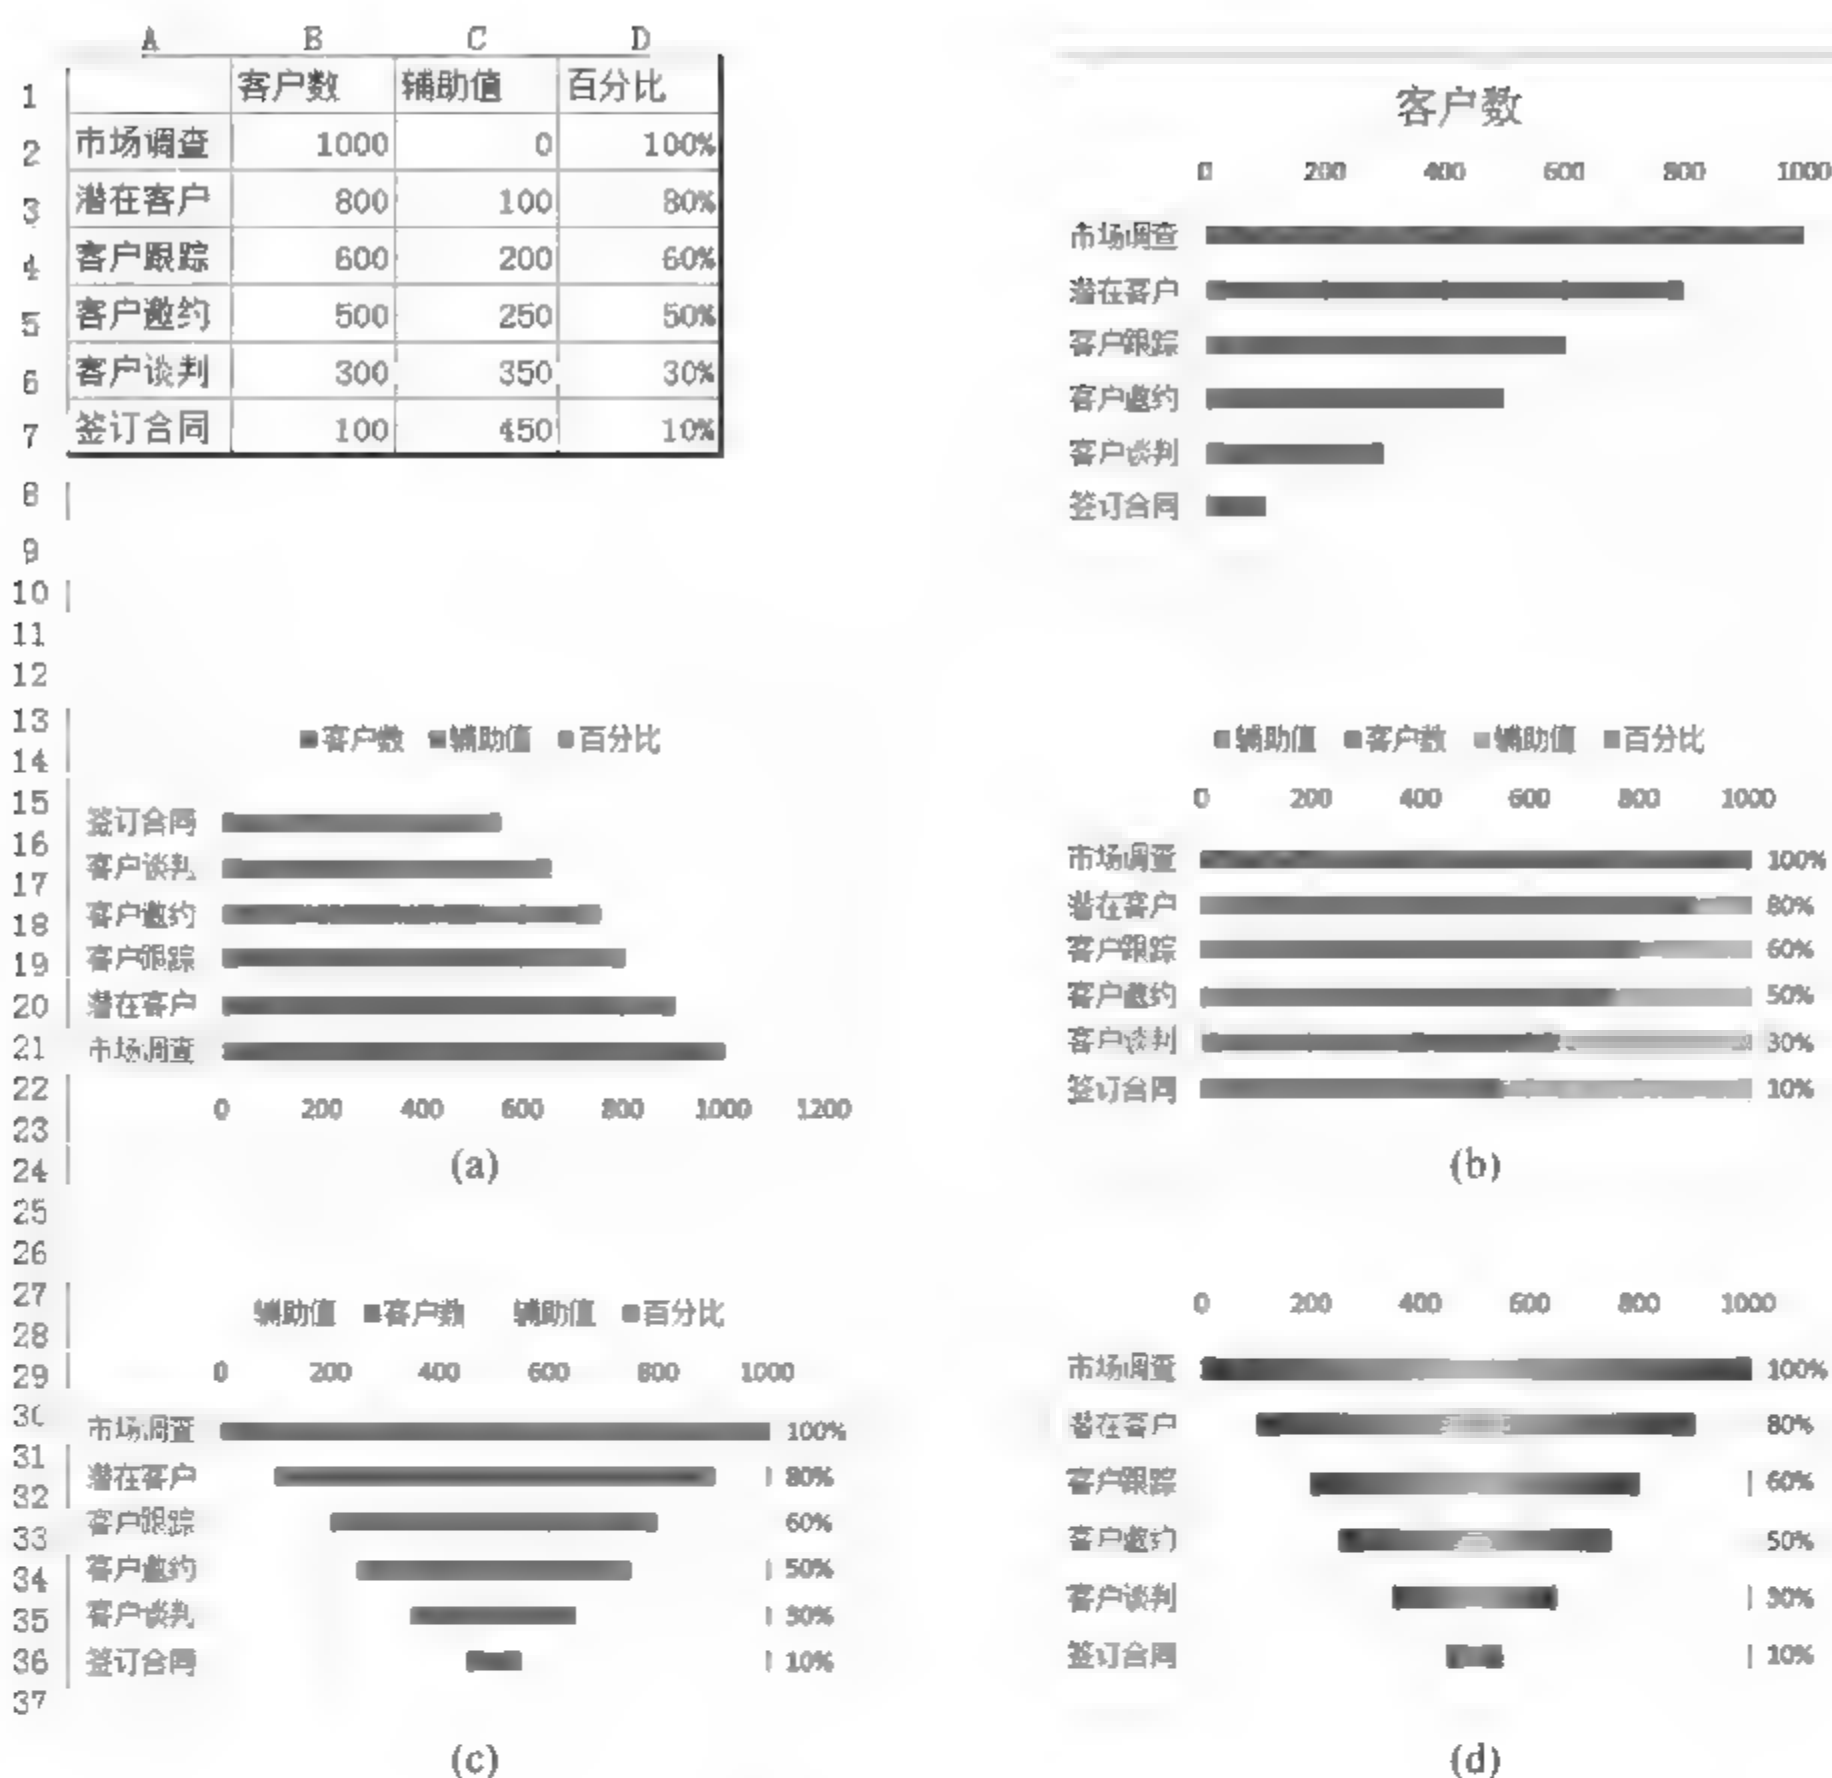 A B C D
1 客户数 辅助值 百分比
2 市场调查 1000 0 100%
3 潜在客户 800 100 80%
4 客户跟踪 600 200 60%
5 客户邀约 500 250 50%
6 客户谈判 300 350 30%
7 签订合同 100 450 10%
8
9
10
11
12
客户数
0 200 400 600 800 1000
市场调查
潜在客户
客户跟踪
客户邀约
客户谈判
签订合同
13
14
15
16
17
18
19
20
21
22
23
24
25
26
27
28
29
30
31
32
33
34
35
36
37
客户数 辅助值 百分比
签订合同
客户谈判
客户邀约
客户跟踪
潜在客户
市场调查
0 200 400 600 800 1000 1200
(a)
辅助值 客户数 辅助值 百分比
0 200 400 600 800 1000
市场调查 100%
潜在客户 80%
客户跟踪 60%
客户邀约 50%
客户谈判 30%
签订合同 10%
(b)
辅助值 客户数 辅助值 百分比
0 200 400 600 800 1000
市场调查 100%
潜在客户 80%
客户跟踪 60%
客户邀约 50%
客户谈判 30%
签订合同 10%
(c)
0 200 400 600 800 1000
市场调查 100%
潜在客户 80%
客户跟踪 60%
客户邀约 50%
客户谈判 30%
签订合同 10%
(d)